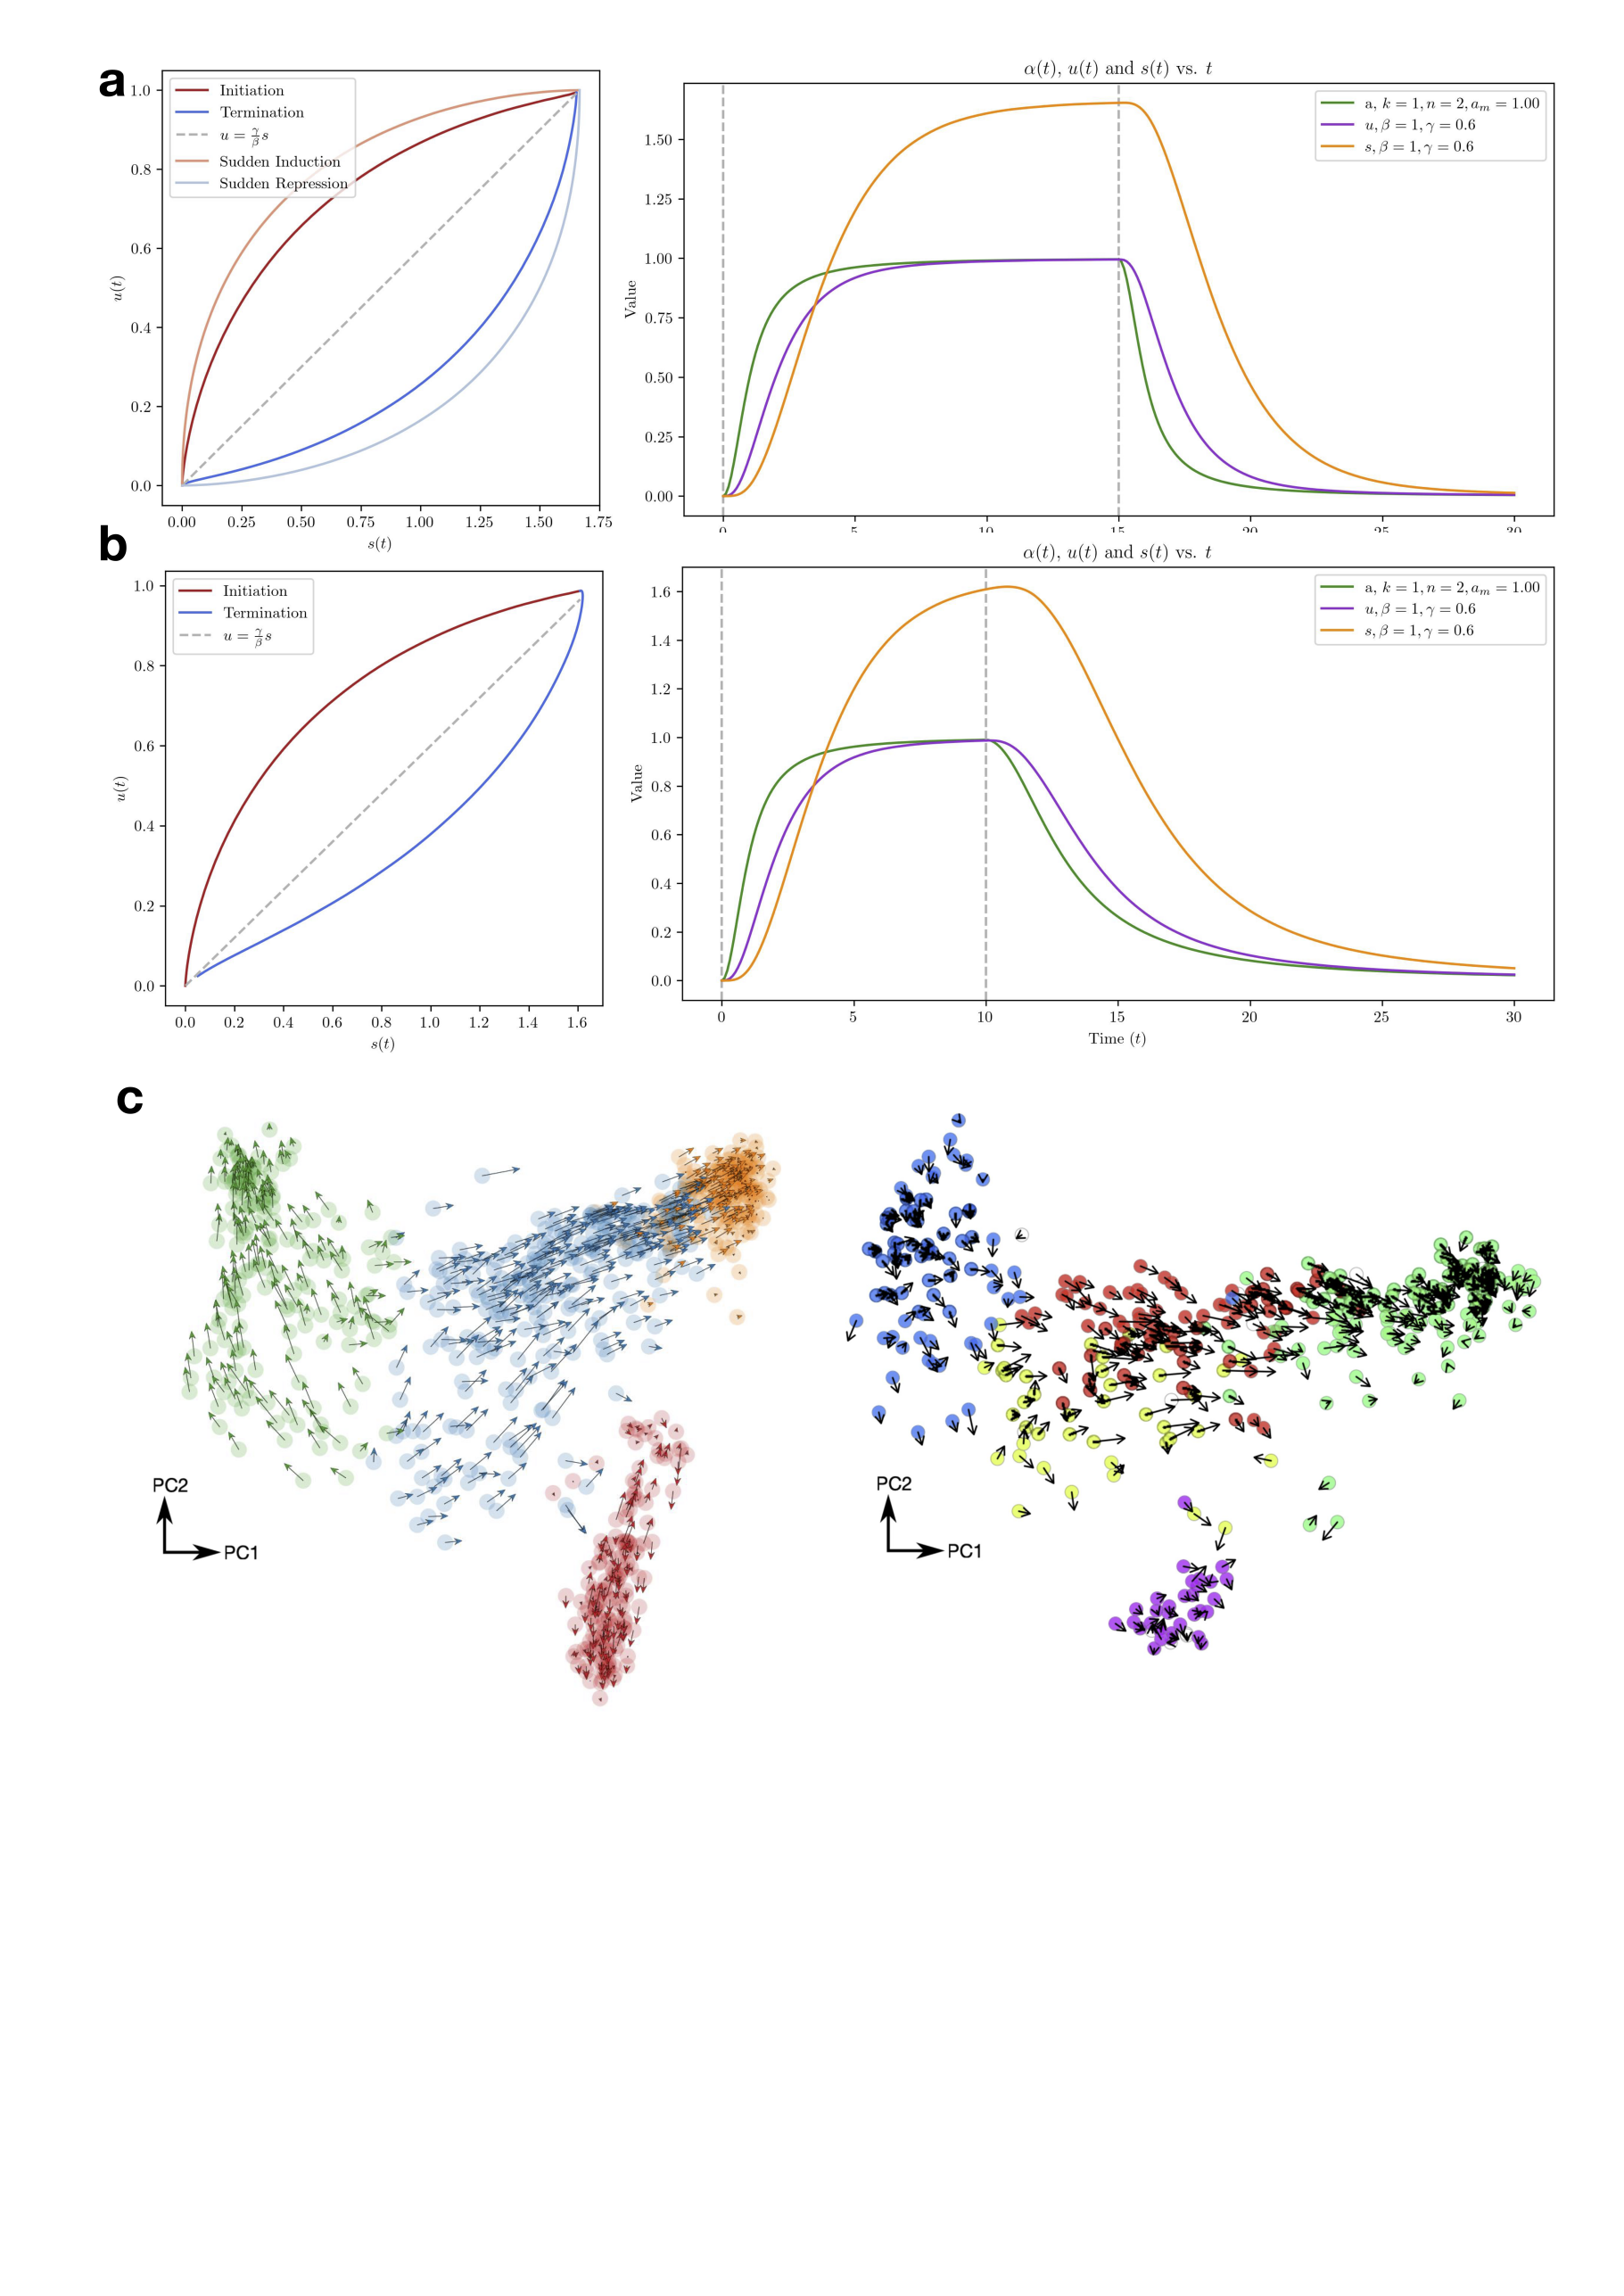 a
Initiation
Termination
u = γ/β s
Sudden Induction
Sudden Repression
1.0
0.8
0.6
0.4
0.2
0.0
u(t)
0.00 0.25 0.50 0.75 1.00 1.25 1.50 1.75
s(t)
α(t), u(t) and s(t) vs. t
a, k = 1, n = 2, a_m = 1.00
u, β = 1, γ = 0.6
s, β = 1, γ = 0.6
1.50
1.25
1.00
0.75
0.50
0.25
0.00
Value
0 5 10 15 20 25 30
b
Initiation
Termination
u = γ/β s
1.0
0.8
0.6
0.4
0.2
0.0
u(t)
0.0 0.2 0.4 0.6 0.8 1.0 1.2 1.4 1.6
s(t)
α(t), u(t) and s(t) vs. t
a, k = 1, n = 2, a_m = 1.00
u, β = 1, γ = 0.6
s, β = 1, γ = 0.6
1.6
1.4
1.2
1.0
0.8
0.6
0.4
0.2
0.0
Value
0 5 10 15 20 25 30
Time (t)
c
PC2
PC1
PC2
PC1